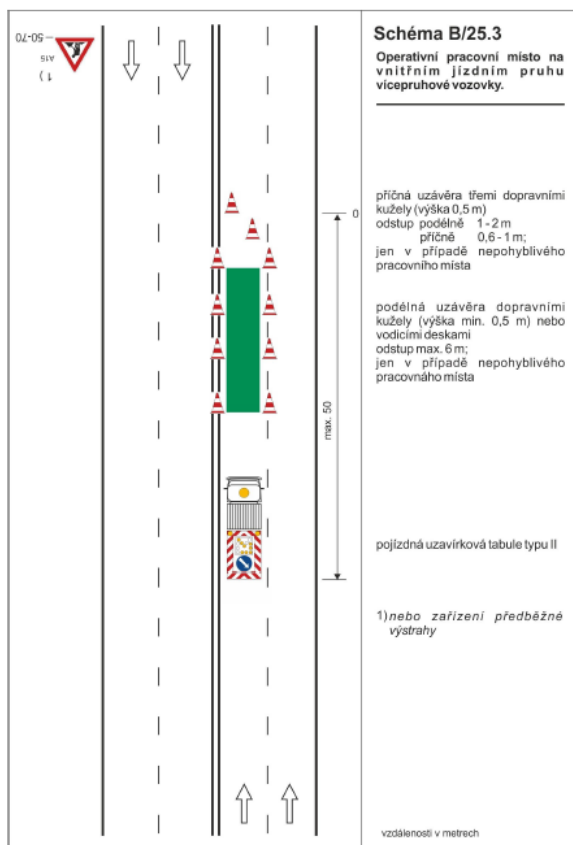 50-70
A15
1)
Schéma B/25.3
Operativní pracovní místo na
vnitřním jízdním pruhu
vícepruhové vozovky.
0
příčná uzávěra třemi dopravními
kužely (výška 0,5 m)
odstup podélně 1 - 2 m
příčně 0,6 - 1 m;
jen v případě nepohyblivého
pracovního místa
podélná uzávěra dopravními
kužely (výška min. 0,5 m) nebo
vodicími deskami
odstup max. 6 m;
jen v případě nepohyblivého
pracovnáho místa
max. 50
pojízdná uzavírková tabule typu II
1) nebo zařízení předběžné
výstrahy
vzdálenosti v metrech